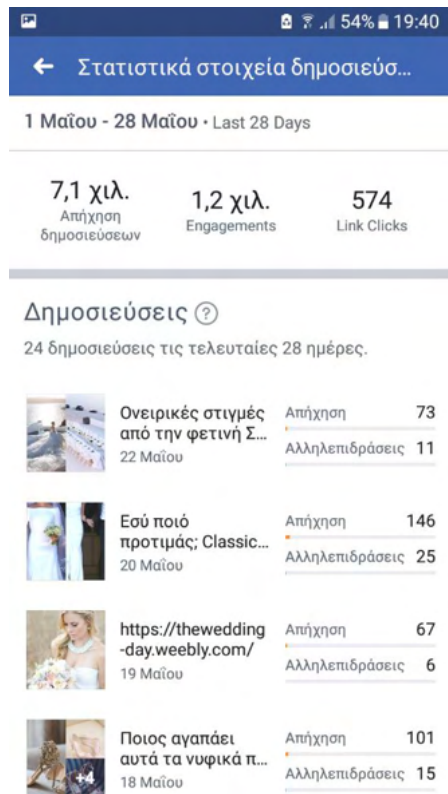 54% 19:40
Στατιστικά στοιχεία δημοσιεύσ...
1 Μαΐου - 28 Μαΐου · Last 28 Days
7,1 χιλ.
Απήχηση
δημοσιεύσεων
1,2 χιλ.
Engagements
574
Link Clicks
Δημοσιεύσεις ?
24 δημοσιεύσεις τις τελευταίες 28 ημέρες.
Ονειρικές στιγμές
από την φετινή Σ...
22 Μαΐου
Απήχηση 73
Αλληλεπιδράσεις 11
Εσύ ποιό
προτιμάς; Classic...
20 Μαΐου
Απήχηση 146
Αλληλεπιδράσεις 25
https://thewedding
-day.weebly.com/
19 Μαΐου
Απήχηση 67
Αλληλεπιδράσεις 6
Ποιος αγαπάει
αυτά τα νυφικά π...
18 Μαΐου
+4
Απήχηση 101
Αλληλεπιδράσεις 15